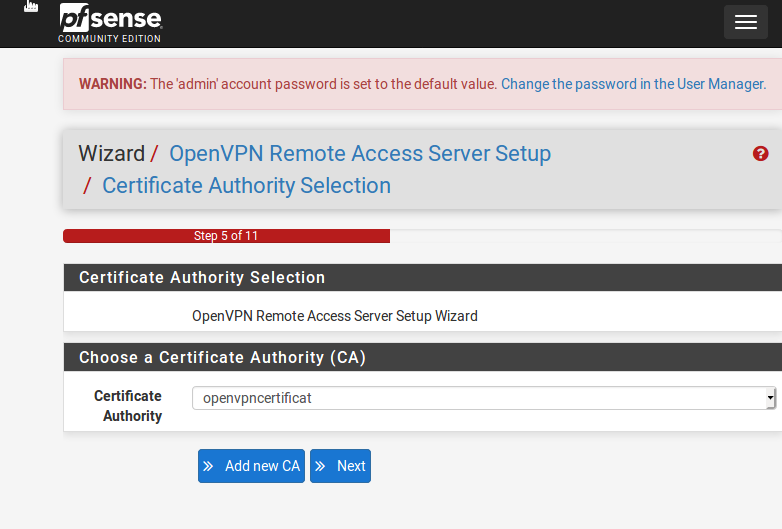 pfsense
COMMUNITY EDITION
WARNING: The 'admin' account password is set to the default value. Change the password in the User Manager.
Wizard / OpenVPN Remote Access Server Setup
/ Certificate Authority Selection
Step 5 of 11
Certificate Authority Selection
OpenVPN Remote Access Server Setup Wizard
Choose a Certificate Authority (CA)
Certificate
Authority
openvpncertificat
Add new CA
Next